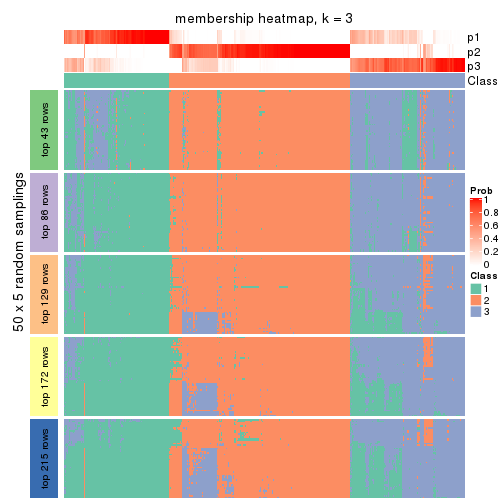 membership heatmap, k = 3
p1
p2
p3
Class
50 x 5 random samplings
top 43 rows
top 86 rows
top 129 rows
top 172 rows
top 215 rows
Prob
1
0.8
0.6
0.4
0.2
0
Class
1
2
3